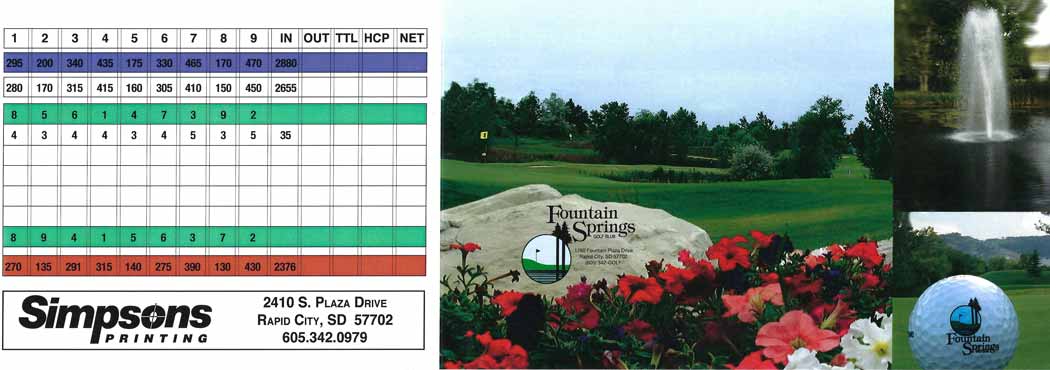 1 2 3 4 5 6 7 8 9 IN OUT TTL HCP NET
295 200 340 435 175 330 465 170 470 2880
280 170 315 415 160 305 410 150 450 2655
8 5 6 1 4 7 3 9 2
4 3 4 4 3 4 5 3 5 35
8 9 4 1 5 6 3 7 2
270 135 291 315 140 275 390 130 430 2376
Simpsons
PRINTING
2410 S. PLAZA DRIVE
RAPID CITY, SD 57702
605.342.0979
Fountain
Springs
GOLF CLUB
1750 Fountain Plaza Drive
Rapid City, SD 57702
(605) 342-GOLF
Fountain
Springs